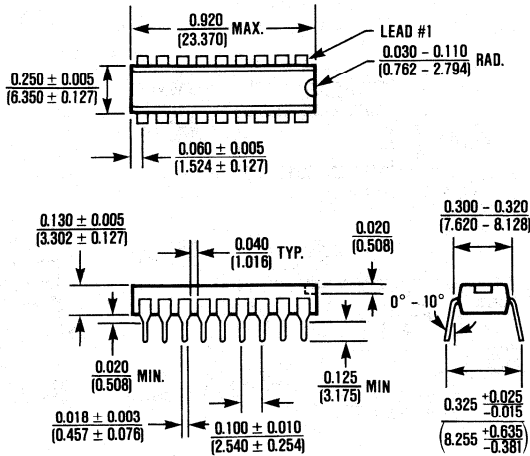 0.920
(23.370) MAX.
LEAD #1
0.030 – 0.110
(0.762 – 2.794) RAD.
0.250 ± 0.005
(6.350 ± 0.127)
0.060 ± 0.005
(1.524 ± 0.127)
0.130 ± 0.005
(3.302 ± 0.127)
0.040
(1.016) TYP.
0.020
(0.508)
0.300 – 0.320
(7.620 – 8.128)
0° – 10°
0.020
(0.508) MIN.
0.125
(3.175) MIN
0.018 ± 0.003
(0.457 ± 0.076)
0.100 ± 0.010
(2.540 ± 0.254)
0.325 +0.025
-0.015
(8.255 +0.635
-0.381)